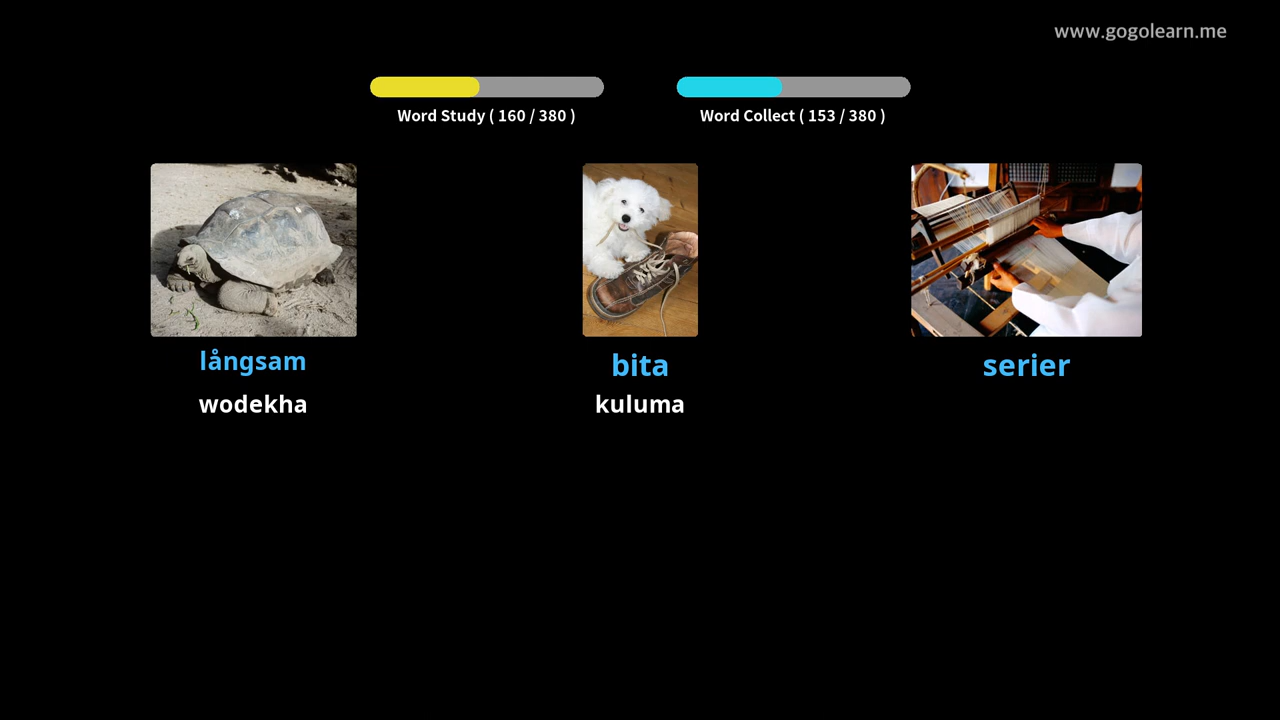 www.gogolearn.me
Word Study ( 160 / 380 )
Word Collect ( 153 / 380 )
långsam
bita
serier
wodekha
kuluma